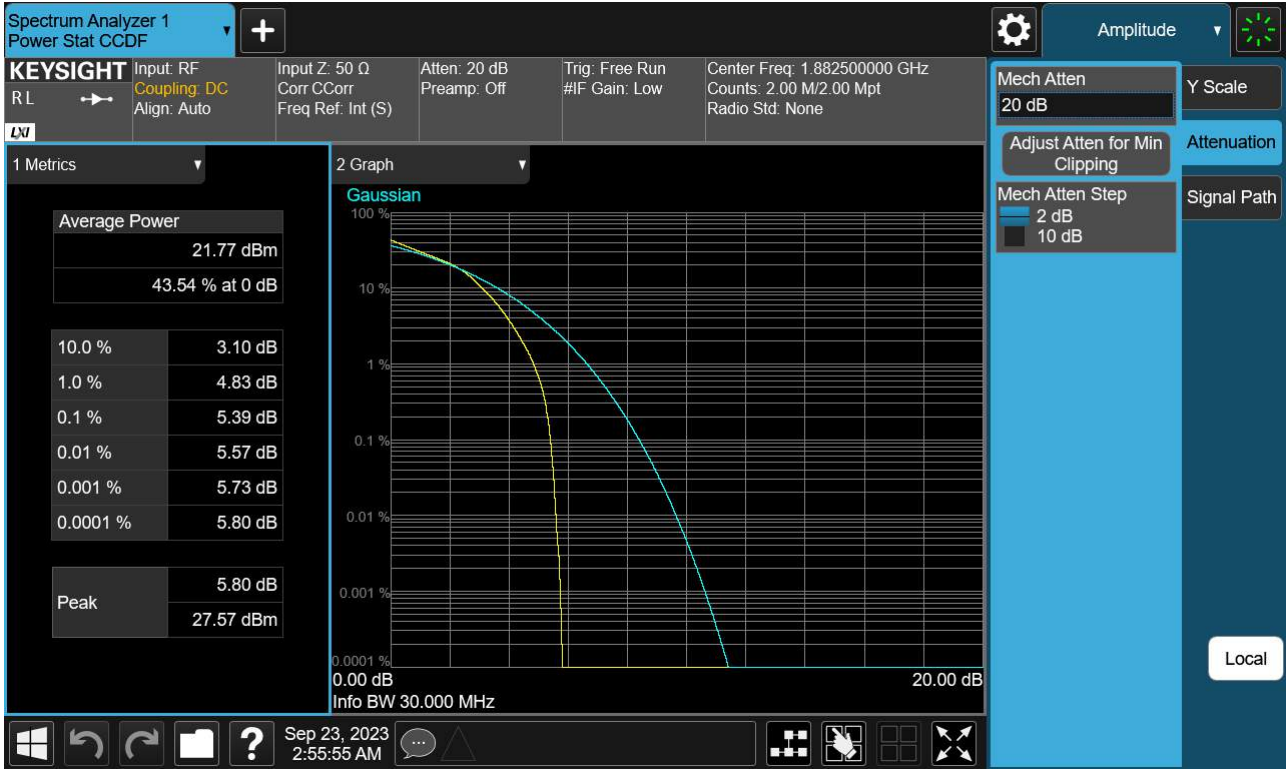 Spectrum Analyzer 1
Power Stat CCDF
Amplitude
KEYSIGHT
RL
LXI
Input: RF
Coupling: DC
Align: Auto
Input Z: 50 Ω
Corr CCorr
Freq Ref: Int (S)
Atten: 20 dB
Preamp: Off
Trig: Free Run
#IF Gain: Low
Center Freq: 1.882500000 GHz
Counts: 2.00 M/2.00 Mpt
Radio Std: None
1 Metrics
Average Power
21.77 dBm
43.54 % at 0 dB
10.0 % 3.10 dB
1.0 % 4.83 dB
0.1 % 5.39 dB
0.01 % 5.57 dB
0.001 % 5.73 dB
0.0001 % 5.80 dB
Peak
5.80 dB
27.57 dBm
2 Graph
Gaussian
100 %
10 %
1 %
0.1 %
0.01 %
0.001 %
0.0001 %
0.00 dB 20.00 dB
Info BW 30.000 MHz
Mech Atten
20 dB
Adjust Atten for Min
Clipping
Mech Atten Step
2 dB
10 dB
Y Scale
Attenuation
Signal Path
Local
?
Sep 23, 2023
2:55:55 AM